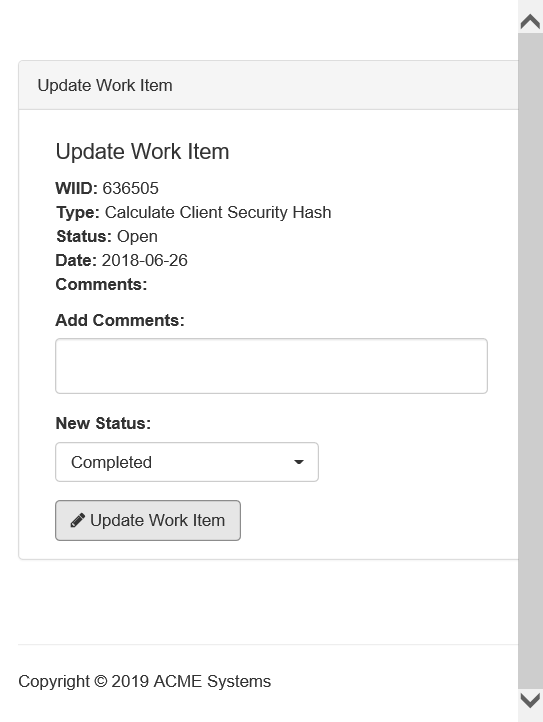 Update Work Item
Update Work Item
WIID: 636505
Type: Calculate Client Security Hash
Status: Open
Date: 2018-06-26
Comments:
Add Comments:
New Status:
Completed
Update Work Item
Copyright © 2019 ACME Systems